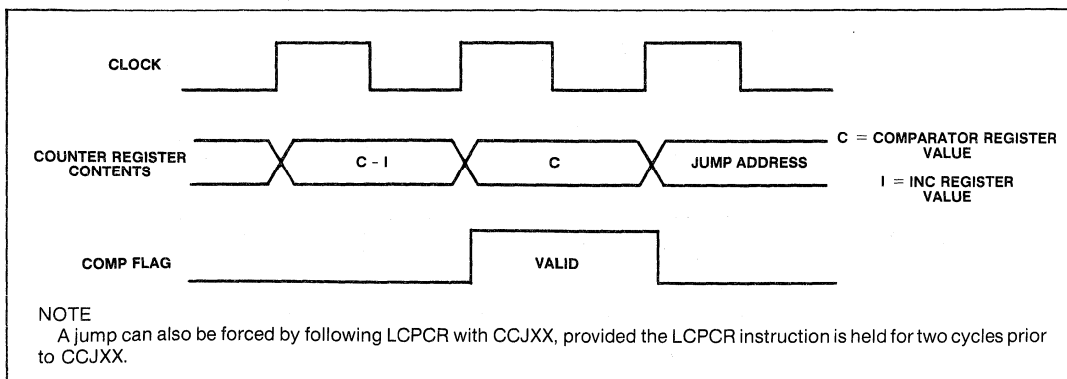 CLOCK
COUNTER REGISTER
CONTENTS
C - I
C
JUMP ADDRESS
C = COMPARATOR REGISTER
VALUE
I = INC REGISTER
VALUE
COMP FLAG
VALID
NOTE
A jump can also be forced by following LCPCR with CCJXX, provided the LCPCR instruction is held for two cycles prior
to CCJXX.